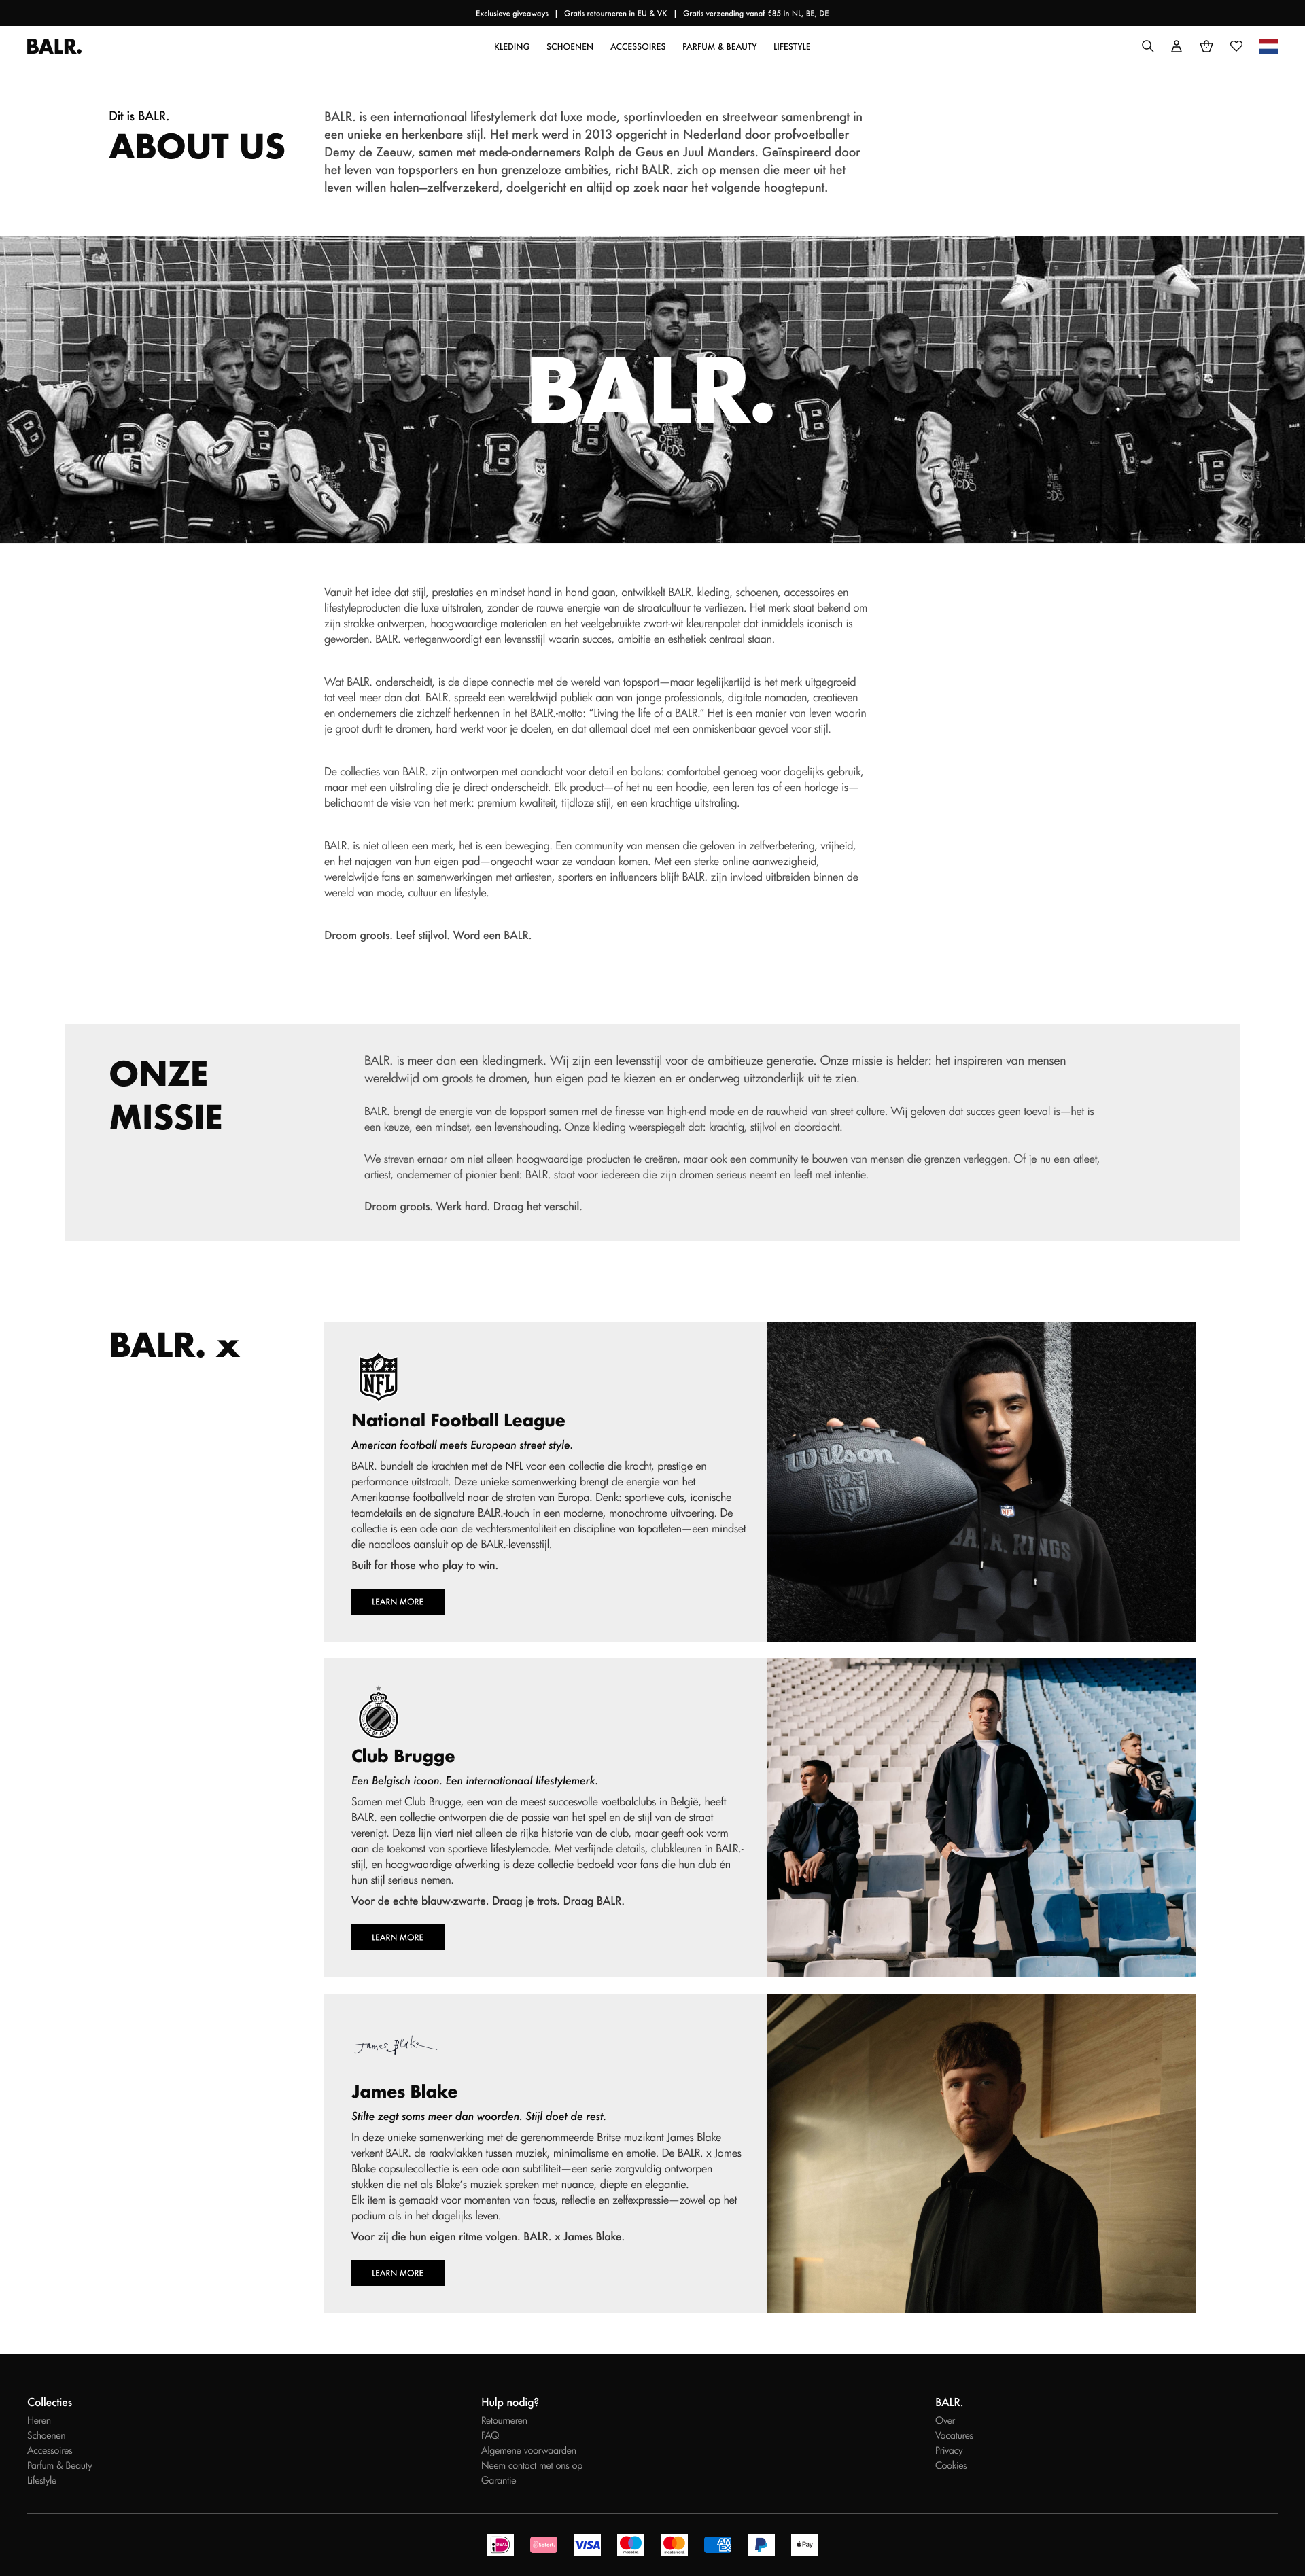 Exclusieve giveaways | Gratis retourneren in EU & VK | Gratis verzending vanaf €85 in NL, BE, DE
BALR.
KLEDING SCHOENEN ACCESSOIRES PARFUM & BEAUTY LIFESTYLE
Dit is BALR.
ABOUT US
BALR. is een internationaal lifestylemerk dat luxe mode, sportinvloeden en streetwear samenbrengt in
een unieke en herkenbare stijl. Het merk werd in 2013 opgericht in Nederland door profvoetballer
Demy de Zeeuw, samen met mede-ondernemers Ralph de Geus en Juul Manders. Geïnspireerd door
het leven van topsporters en hun grenzeloze ambities, richt BALR. zich op mensen die meer uit het
leven willen halen—zelfverzekerd, doelgericht en altijd op zoek naar het volgende hoogtepunt.
BALR.
Vanuit het idee dat stijl, prestaties en mindset hand in hand gaan, ontwikkelt BALR. kleding, schoenen, accessoires en
lifestyleproducten die luxe uitstralen, zonder de rauwe energie van de straatcultuur te verliezen. Het merk staat bekend om
zijn strakke ontwerpen, hoogwaardige materialen en het veelgebruikte zwart-wit kleurenpalet dat inmiddels iconisch is
geworden. BALR. vertegenwoordigt een levensstijl waarin succes, ambitie en esthetiek centraal staan.
Wat BALR. onderscheidt, is de diepe connectie met de wereld van topsport—maar tegelijkertijd is het merk uitgegroeid
tot veel meer dan dat. BALR. spreekt een wereldwijd publiek aan van jonge professionals, digitale nomaden, creatieven
en ondernemers die zichzelf herkennen in het BALR.-motto: “Living the life of a BALR.” Het is een manier van leven waarin
je groot durft te dromen, hard werkt voor je doelen, en dat allemaal doet met een onmiskenbaar gevoel voor stijl.
De collecties van BALR. zijn ontworpen met aandacht voor detail en balans: comfortabel genoeg voor dagelijks gebruik,
maar met een uitstraling die je direct onderscheidt. Elk product—of het nu een hoodie, een leren tas of een horloge is—
belichaamt de visie van het merk: premium kwaliteit, tijdloze stijl, en een krachtige uitstraling.
BALR. is niet alleen een merk, het is een beweging. Een community van mensen die geloven in zelfverbetering, vrijheid,
en het najagen van hun eigen pad—ongeacht waar ze vandaan komen. Met een sterke online aanwezigheid,
wereldwijde fans en samenwerkingen met artiesten, sporters en influencers blijft BALR. zijn invloed uitbreiden binnen de
wereld van mode, cultuur en lifestyle.
Droom groots. Leef stijlvol. Word een BALR.
ONZE
MISSIE
BALR. is meer dan een kledingmerk. Wij zijn een levensstijl voor de ambitieuze generatie. Onze missie is helder: het inspireren van mensen
wereldwijd om groots te dromen, hun eigen pad te kiezen en er onderweg uitzonderlijk uit te zien.
BALR. brengt de energie van de topsport samen met de finesse van high-end mode en de rauwheid van street culture. Wij geloven dat succes geen toeval is—het is
een keuze, een mindset, een levenshouding. Onze kleding weerspiegelt dat: krachtig, stijlvol en doordacht.
We streven ernaar om niet alleen hoogwaardige producten te creëren, maar ook een community te bouwen van mensen die grenzen verleggen. Of je nu een atleet,
artiest, ondernemer of pionier bent: BALR. staat voor iedereen die zijn dromen serieus neemt en leeft met intentie.
Droom groots. Werk hard. Draag het verschil.
BALR. x
NFL
National Football League
American football meets European street style.
BALR. bundelt de krachten met de NFL voor een collectie die kracht, prestige en
performance uitstraalt. Deze unieke samenwerking brengt de energie van het
Amerikaanse footballveld naar de straten van Europa. Denk: sportieve cuts, iconische
teamdetails en de signature BALR.-touch in een moderne, monochrome uitvoering. De
collectie is een ode aan de vechtersmentaliteit en discipline van topatleten—een mindset
die naadloos aansluit op de BALR.-levensstijl.
Built for those who play to win.
LEARN MORE
Wilson
NFL
BALR. KINGS
Club Brugge
Een Belgisch icoon. Een internationaal lifestylemerk.
Samen met Club Brugge, een van de meest succesvolle voetbalclubs in België, heeft
BALR. een collectie ontworpen die de passie van het spel en de stijl van de straat
verenigt. Deze lijn viert niet alleen de rijke historie van de club, maar geeft ook vorm
aan de toekomst van sportieve lifestylemode. Met verfijnde details, clubkleuren in BALR.-
stijl, en hoogwaardige afwerking is deze collectie bedoeld voor fans die hun club én
hun stijl serieus nemen.
Voor de echte blauw-zwarte. Draag je trots. Draag BALR.
LEARN MORE
James Blake
James Blake
Stilte zegt soms meer dan woorden. Stijl doet de rest.
In deze unieke samenwerking met de gerenommeerde Britse muzikant James Blake
verkent BALR. de raakvlakken tussen muziek, minimalisme en emotie. De BALR. x James
Blake capsulecollectie is een ode aan subtiliteit—een serie zorgvuldig ontworpen
stukken die net als Blake’s muziek spreken met nuance, diepte en elegantie.
Elk item is gemaakt voor momenten van focus, reflectie en zelfexpressie—zowel op het
podium als in het dagelijks leven.
Voor zij die hun eigen ritme volgen. BALR. x James Blake.
LEARN MORE
Collecties
Heren
Schoenen
Accessoires
Parfum & Beauty
Lifestyle
Hulp nodig?
Retourneren
FAQ
Algemene voorwaarden
Neem contact met ons op
Garantie
BALR.
Over
Vacatures
Privacy
Cookies
VISA
Pay